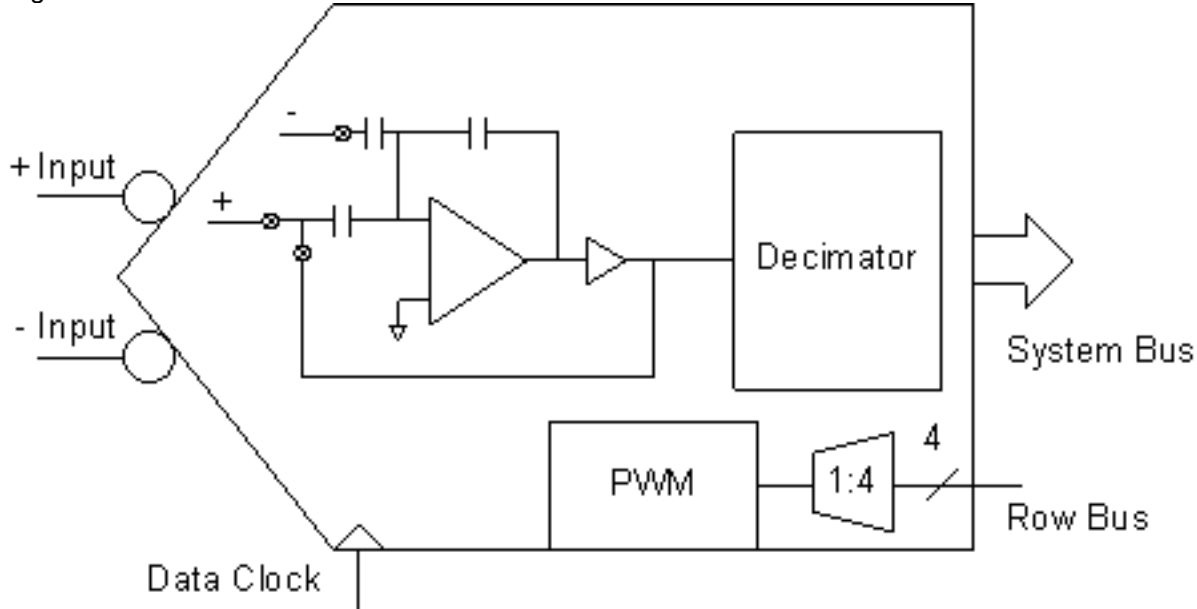 -
+ Input
+
Decimator
- Input
System Bus
4
PWM
1:4
Row Bus
Data Clock